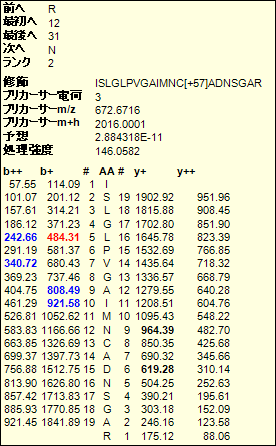 前へ R
最初へ 12
最後へ 31
次へ N
ランク 2
修飾 ISLGLPVGAIMNC[+57]ADNSGAR
プリカーサー電荷 3
プリカーサーm/z 672.6716
プリカーサーm+h 2016.0001
予想 2.884318E-11
処理強度 146.0582
b++ b+ # AA # y+ y++
57.55 114.09 1 I
101.07 201.12 2 S 19 1902.92 951.96
157.61 314.21 3 L 18 1815.88 908.45
186.12 371.23 4 G 17 1702.80 851.90
242.66 484.31 5 L 16 1645.78 823.39
291.19 581.37 6 P 15 1532.69 766.85
340.72 680.43 7 V 14 1435.64 718.32
369.23 737.46 8 G 13 1336.57 668.79
404.75 808.49 9 A 12 1279.55 640.28
461.29 921.58 10 I 11 1208.51 604.76
526.81 1052.62 11 M 10 1095.43 548.22
583.83 1166.66 12 N 9 964.39 482.70
663.85 1326.69 13 C 8 850.35 425.68
699.37 1397.73 14 A 7 690.32 345.66
756.88 1512.75 15 D 6 619.28 310.14
813.90 1626.80 16 N 5 504.25 252.63
857.42 1713.83 17 S 4 390.21 195.61
885.93 1770.85 18 G 3 303.18 152.09
921.45 1841.89 19 A 2 246.16 123.58
R 1 175.12 88.06